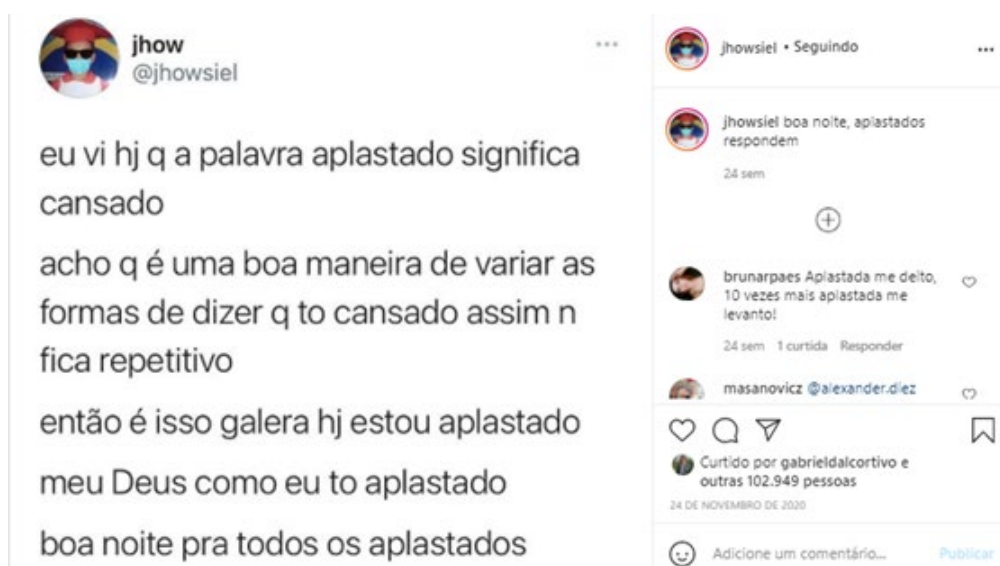 jhow
@jhowsiel
eu vi hj q a palavra aplastado significa
cansado
acho q é uma boa maneira de variar as
formas de dizer q to cansado assim n
fica repetitivo
então é isso galera hj estou aplastado
meu Deus como eu to aplastado
boa noite pra todos os aplastados
jhowsiel • Seguindo
jhowsiel boa noite, aplastados
respondem
24 sem
brunarpaes Aplastada me deito,
10 vezes mais aplastada me
levanto!
24 sem 1 curtida Responder
masanovicz @alexander.diez
Curtido por gabrieldalcortivo e
outras 102.949 pessoas
24 DE NOVEMBRO DE 2020
Adicione um comentário... Publicar